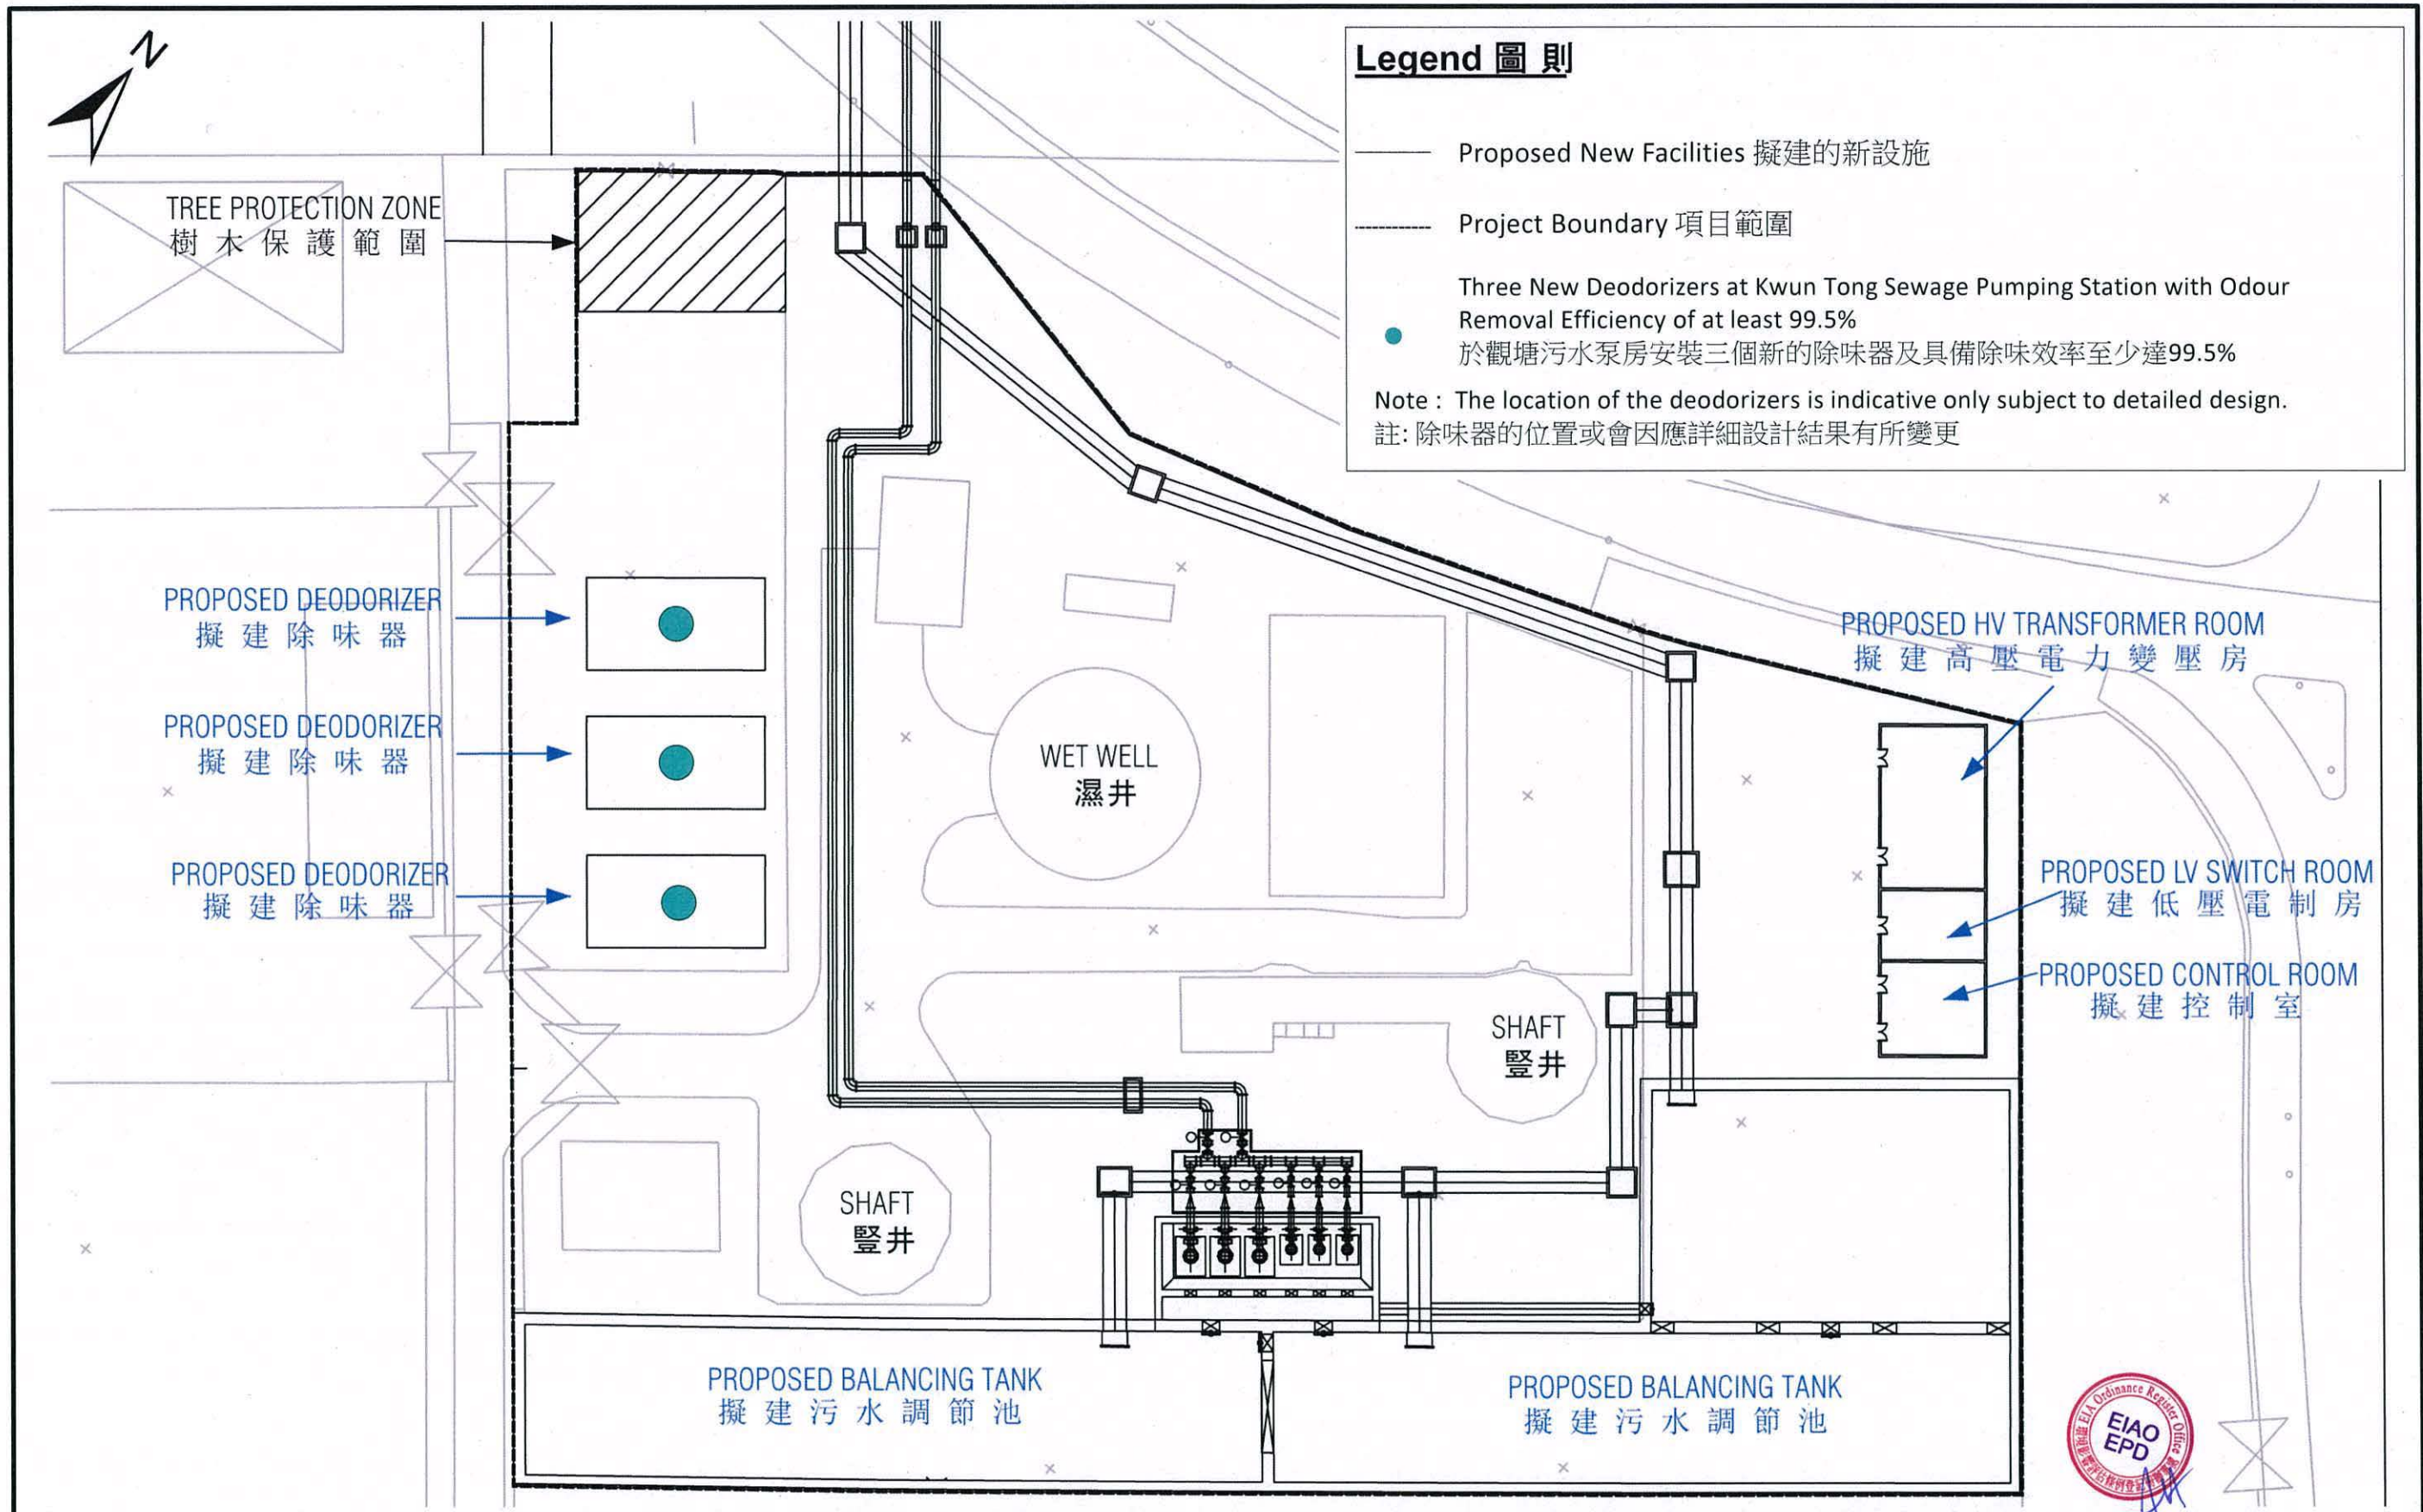 N
Legend 圖 則
Proposed New Facilities 擬建的新設施
Project Boundary 項目範圍
Three New Deodorizers at Kwun Tong Sewage Pumping Station with Odour
Removal Efficiency of at least 99.5%
於觀塘污水泵房安裝三個新的除味器及具備除味效率至少達99.5%
Note : The location of the deodorizers is indicative only subject to detailed design.
註: 除味器的位置或會因應詳細設計結果有所變更
TREE PROTECTION ZONE
樹木保護範圍
PROPOSED DEODORIZER
擬建除味器
PROPOSED DEODORIZER
擬建除味器
PROPOSED DEODORIZER
擬建除味器
WET WELL
濕井
PROPOSED HV TRANSFORMER ROOM
擬建高壓電力變壓房
PROPOSED LV SWITCH ROOM
擬建低壓電制房
PROPOSED CONTROL ROOM
擬建控制室
SHAFT
豎井
SHAFT
豎井
PROPOSED BALANCING TANK
擬建污水調節池
PROPOSED BALANCING TANK
擬建污水調節池
EIA Ordinance Register Office
EIAO
EPD